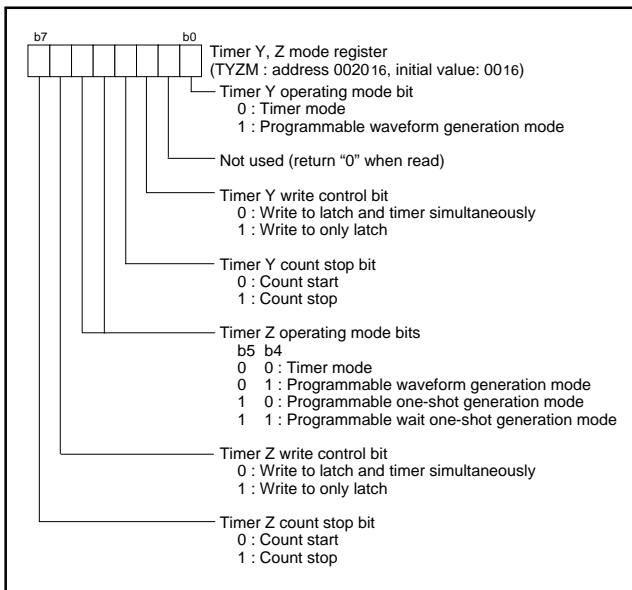 b7 b0
Timer Y, Z mode register
(TYZM : address 002016, initial value: 0016)
Timer Y operating mode bit
0 : Timer mode
1 : Programmable waveform generation mode
Not used (return “0” when read)
Timer Y write control bit
0 : Write to latch and timer simultaneously
1 : Write to only latch
Timer Y count stop bit
0 : Count start
1 : Count stop
Timer Z operating mode bits
b5 b4
0 0 : Timer mode
0 1 : Programmable waveform generation mode
1 0 : Programmable one-shot generation mode
1 1 : Programmable wait one-shot generation mode
Timer Z write control bit
0 : Write to latch and timer simultaneously
1 : Write to only latch
Timer Z count stop bit
0 : Count start
1 : Count stop